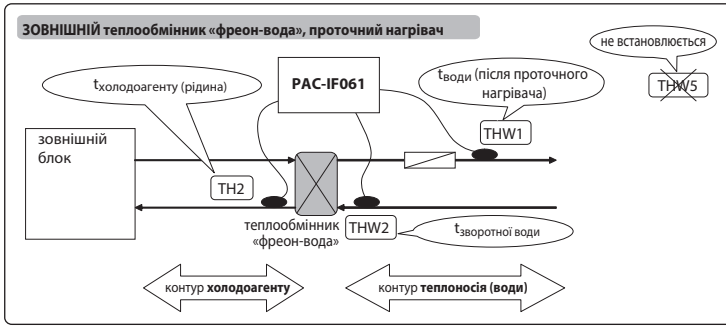 ЗОВНІШНІЙ теплообмінник «фреон-вода», проточний нагрівач
не встановлюється
THW5
tхолодоагенту (рідина)
PAC-IF061
tводи (після проточного
нагрівача)
THW1
зовнішній
блок
TH2
теплообмінник
«фреон-вода»
THW2
tзворотної води
контур холодоагенту
контур теплоносія (води)